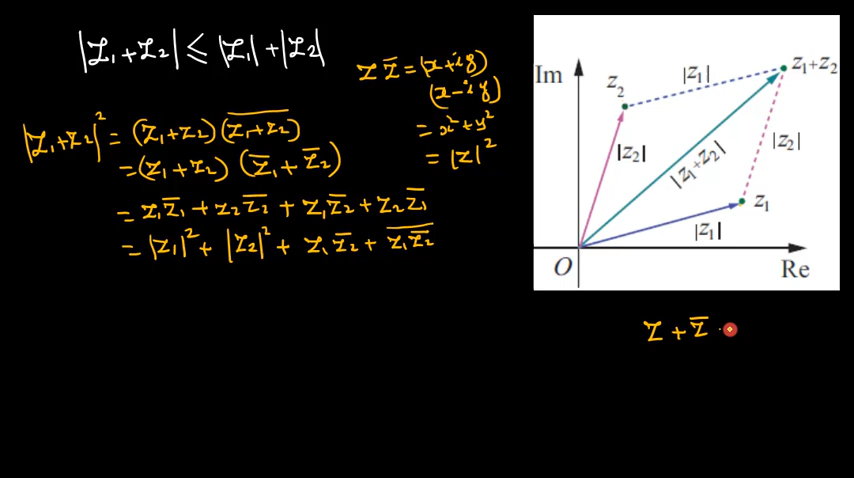 |z₁+z₂| ≤ |z₁|+|z₂|
z z̅ = (x+iy)
(x−iy)
= x²+y²
= |z|²
|z₁+z₂|² = (z₁+z₂)(z₁+z₂)̅
= (z₁+z₂) (z̅₁+z̅₂)
= z₁z̅₁ + z₂z̅₂ + z₁z̅₂ + z₂z̅₁
= |z₁|² + |z₂|² + z₁z̅₂ + (z₁z̅₂)̅
Im
z₂
|z₁|
z₁+z₂
|z₂|
|z₁+z₂|
|z₂|
z₁
|z₁|
O
Re
z + z̅